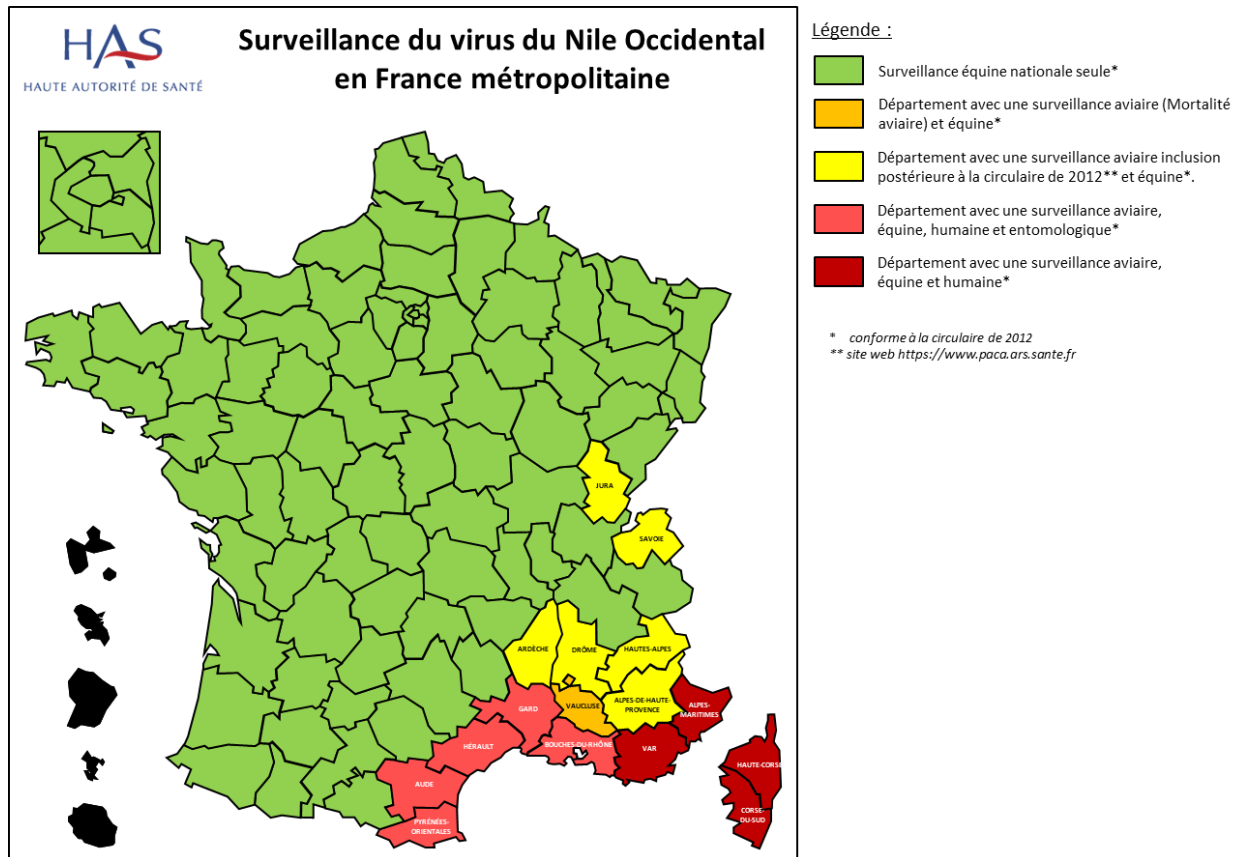 HAS
HAUTE AUTORITÉ DE SANTÉ
Surveillance du virus du Nile Occidental
en France métropolitaine
JURA
SAVOIE
ARDÈCHE
DRÔME
HAUTES-ALPES
ALPES-DE-HAUTE-
PROVENCE
ALPES-
MARITIMES
GARD
VAUCLUSE
HÉRAULT
BOUCHES-DU-RHÔNE
VAR
AUDE
PYRÉNÉES-
ORIENTALES
HAUTE-CORSE
CORSE-
DU-SUD
Légende :
Surveillance équine nationale seule*
Département avec une surveillance aviaire (Mortalité
aviaire) et équine*
Département avec une surveillance aviaire inclusion
postérieure à la circulaire de 2012** et équine*.
Département avec une surveillance aviaire,
équine, humaine et entomologique*
Département avec une surveillance aviaire,
équine et humaine*
* conforme à la circulaire de 2012
** site web https://www.paca.ars.sante.fr